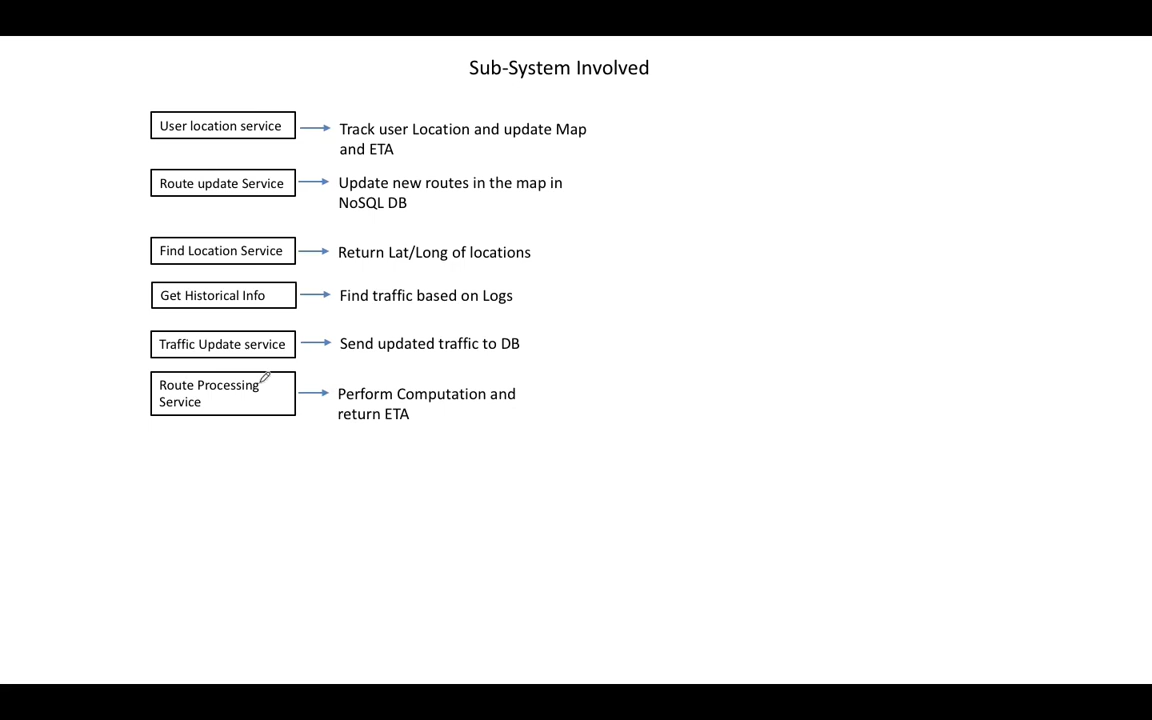 Sub-System Involved
User location service
Track user Location and update Map
and ETA
Route update Service
Update new routes in the map in
NoSQL DB
Find Location Service
Return Lat/Long of locations
Get Historical Info
Find traffic based on Logs
Traffic Update service
Send updated traffic to DB
Route Processing
Service
Perform Computation and
return ETA